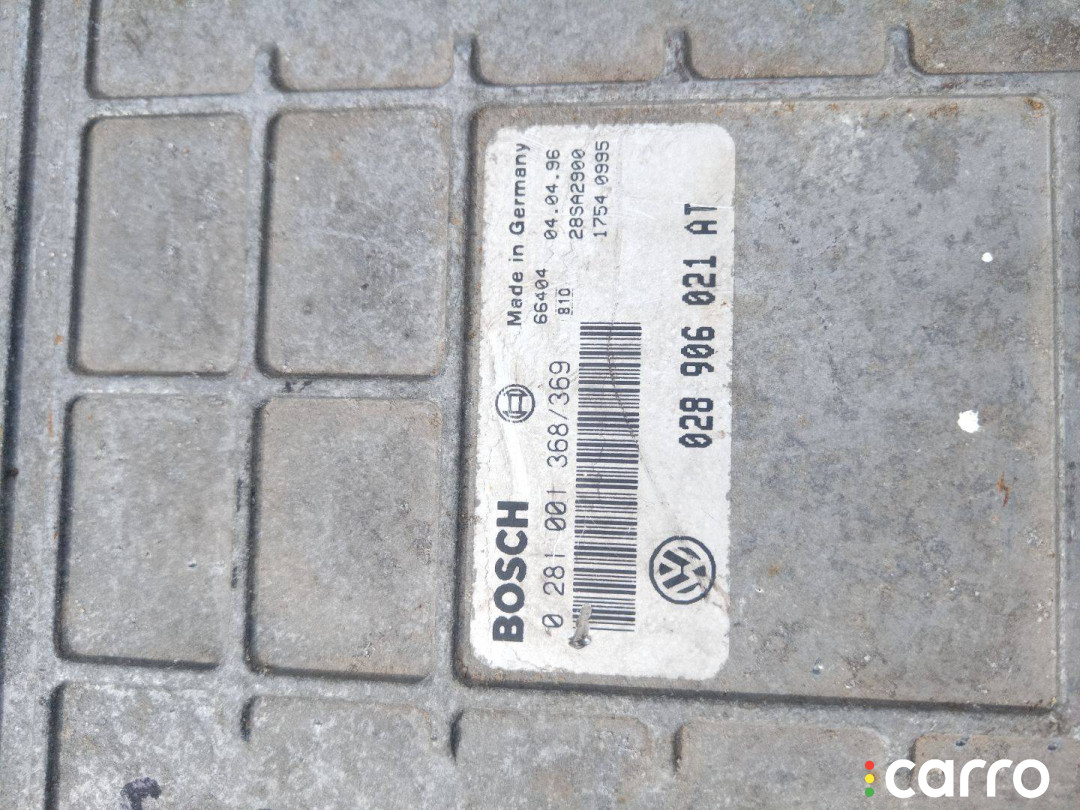 BOSCH
Made in Germany
0 281 001 368/369
66404
04.04.96
810
28SA2900
1754 0995
028 906 021 AT
carro